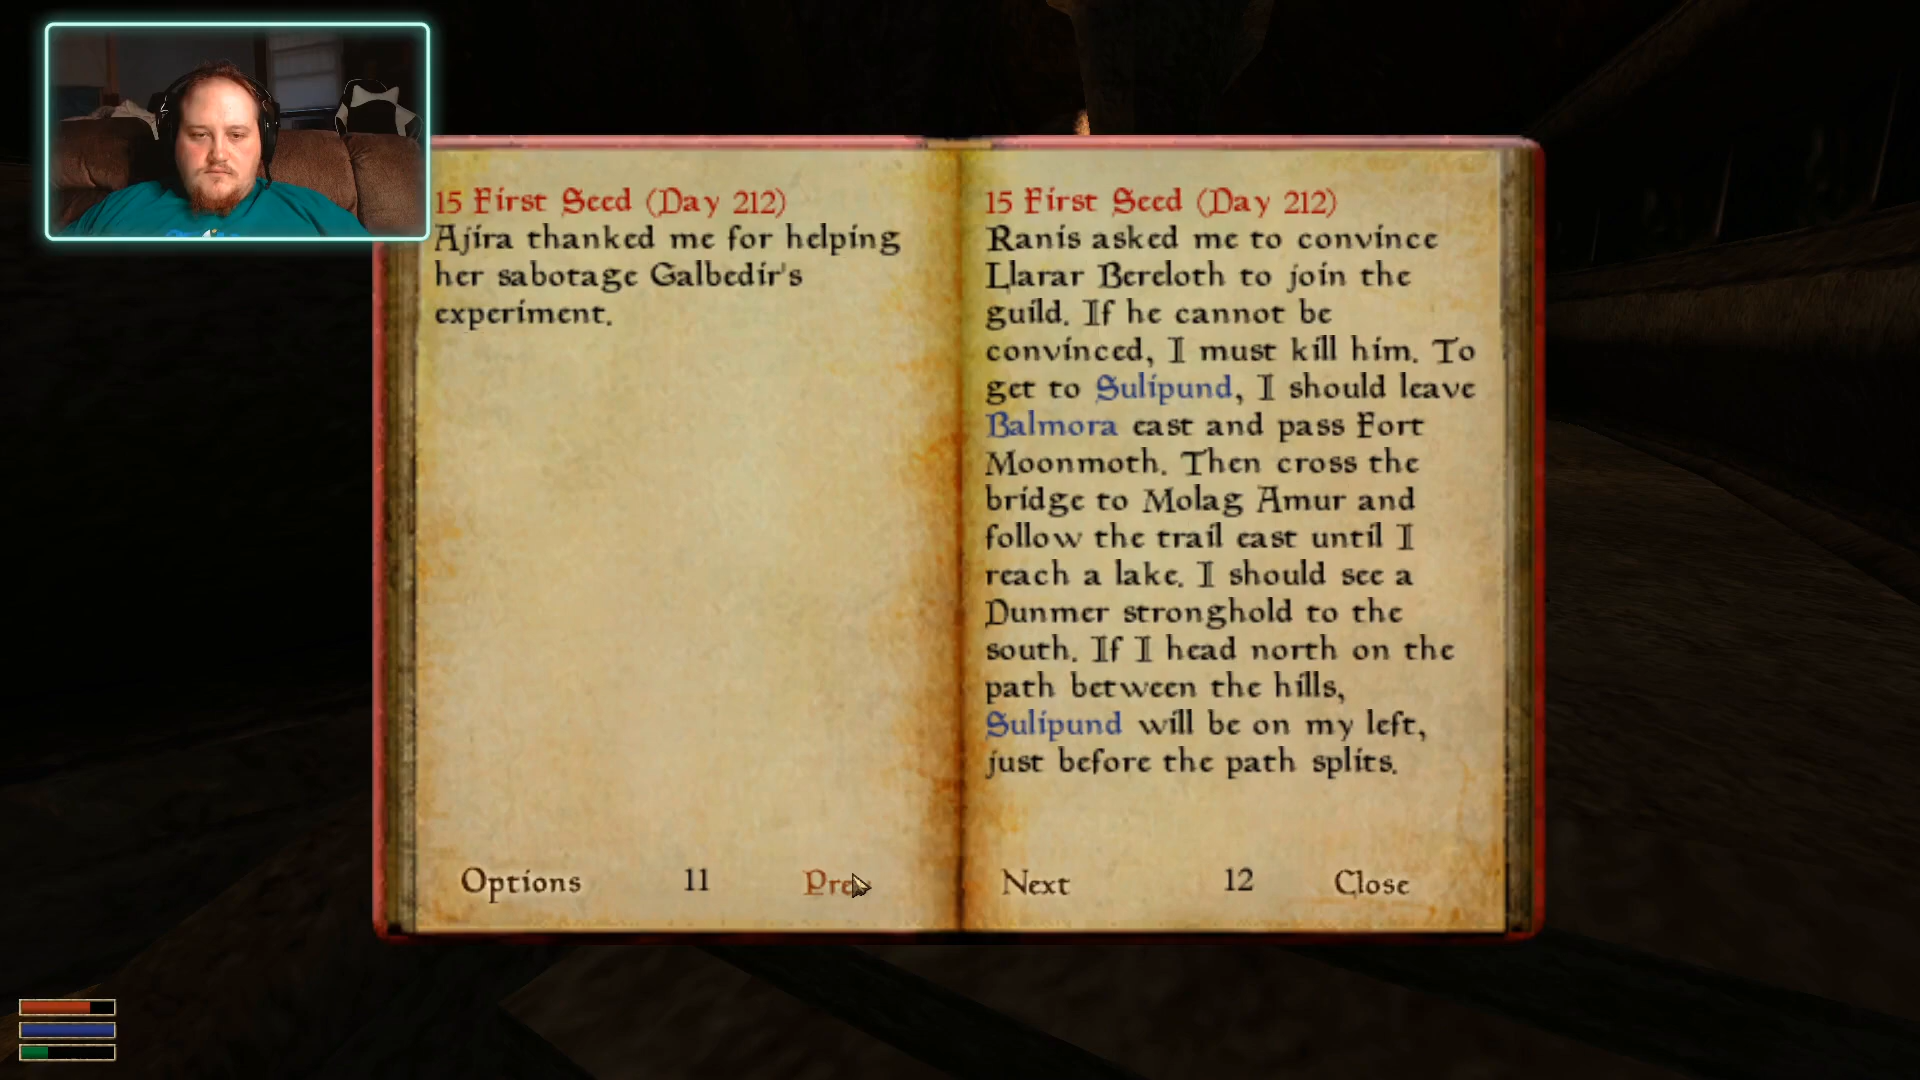 15 First Seed (Day 212)
Ajira thanked me for helping
her sabotage Galbedir's
experiment.
Options
11
15 First Seed (Day 212)
Ranis asked me to convince
Llarar Bereloth to join the
guild. If he cannot be
convinced, I must kill him. To
get to Sulipund, I should leave
Balmora east and pass Fort
Moonmoth. Then cross the
bridge to Molag Amur and
follow the trail east until I
reach a lake. I should see a
Dunmer stronghold to the
south. If I head north on the
path between the hills,
Sulipund will be on my left,
just before the path splits.
Next
12
Close